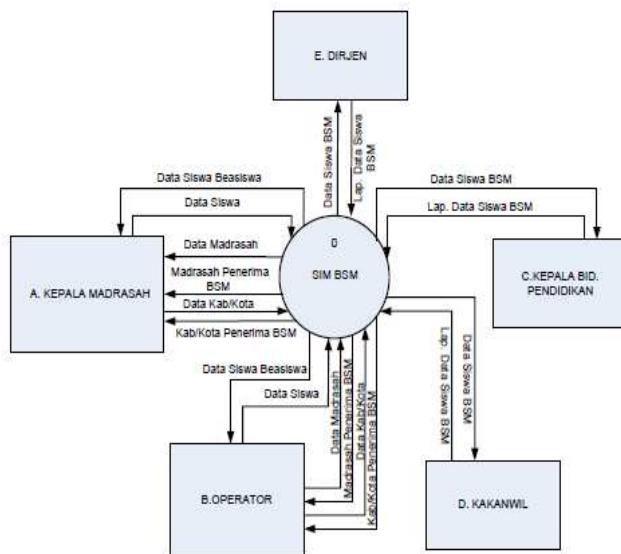 E. DIRJEN
Data Siswa BSM
Lap. Data Siswa
BSM
Data Siswa Beasiswa
Data Siswa
Data Madrasah
Madrasah Penerima
BSM
Data Kab/Kota
Kab/Kota Penerima BSM
A. KEPALA MADRASAH
0
SIM BSM
Data Siswa BSM
Lap. Data Siswa BSM
C.KEPALA BID.
PENDIDIKAN
Data Siswa Beasiswa
Data Siswa
Data Madrasah
Madrasah Penerima BSM
Data Kab/Kota
Kab/Kota Penerima BSM
Lap. Data Siswa BSM
Data Siswa BSM
B.OPERATOR
D. KAKANWIL